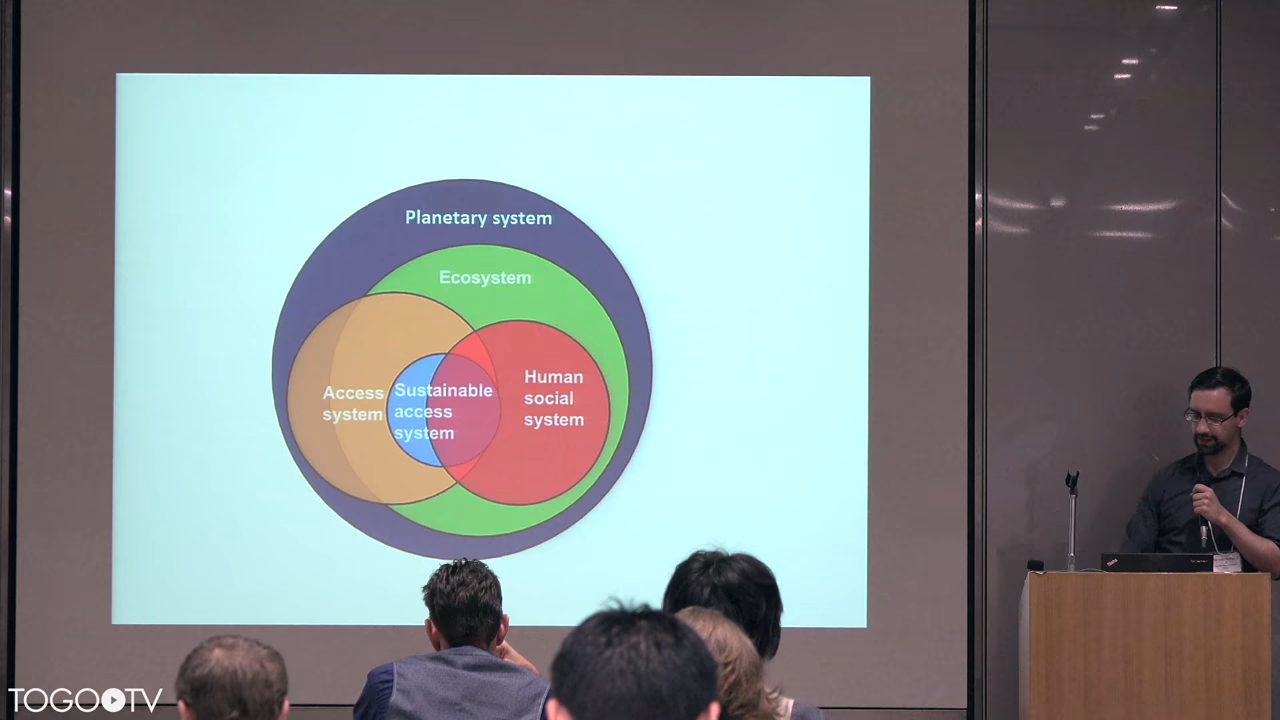 Planetary system
Ecosystem
Access
system
Sustainable
access
system
Human
social
system
TOGO TV